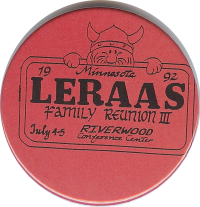 19 92
Minnesota
LERAAS
FAMILY REUNION III
July 4-5 RIVERWOOD
Conference Center